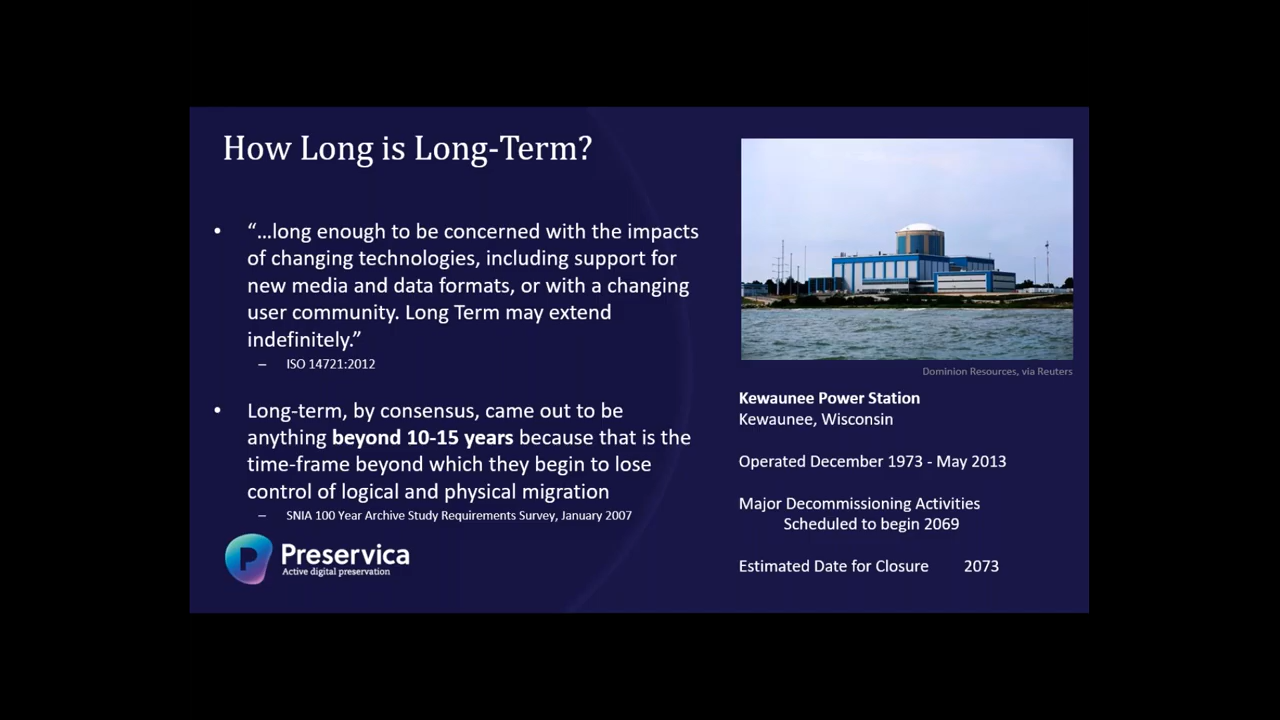 How Long is Long-Term?
• “…long enough to be concerned with the impacts
of changing technologies, including support for
new media and data formats, or with a changing
user community. Long Term may extend
indefinitely.”
– ISO 14721:2012
• Long-term, by consensus, came out to be
anything beyond 10-15 years because that is the
time-frame beyond which they begin to lose
control of logical and physical migration
– SNIA 100 Year Archive Study Requirements Survey, January 2007
Preservica
Active digital preservation
Dominion Resources, via Reuters
Kewaunee Power Station
Kewaunee, Wisconsin
Operated December 1973 - May 2013
Major Decommissioning Activities
Scheduled to begin 2069
Estimated Date for Closure 2073